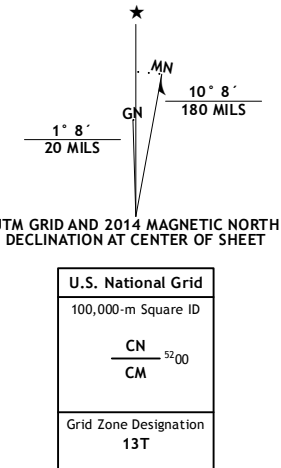 ★
MN
GN
10° 8´
180 MILS
1° 8´
20 MILS
UTM GRID AND 2014 MAGNETIC NORTH
DECLINATION AT CENTER OF SHEET
U.S. National Grid
100,000-m Square ID
CN
5200
CM
Grid Zone Designation
13T